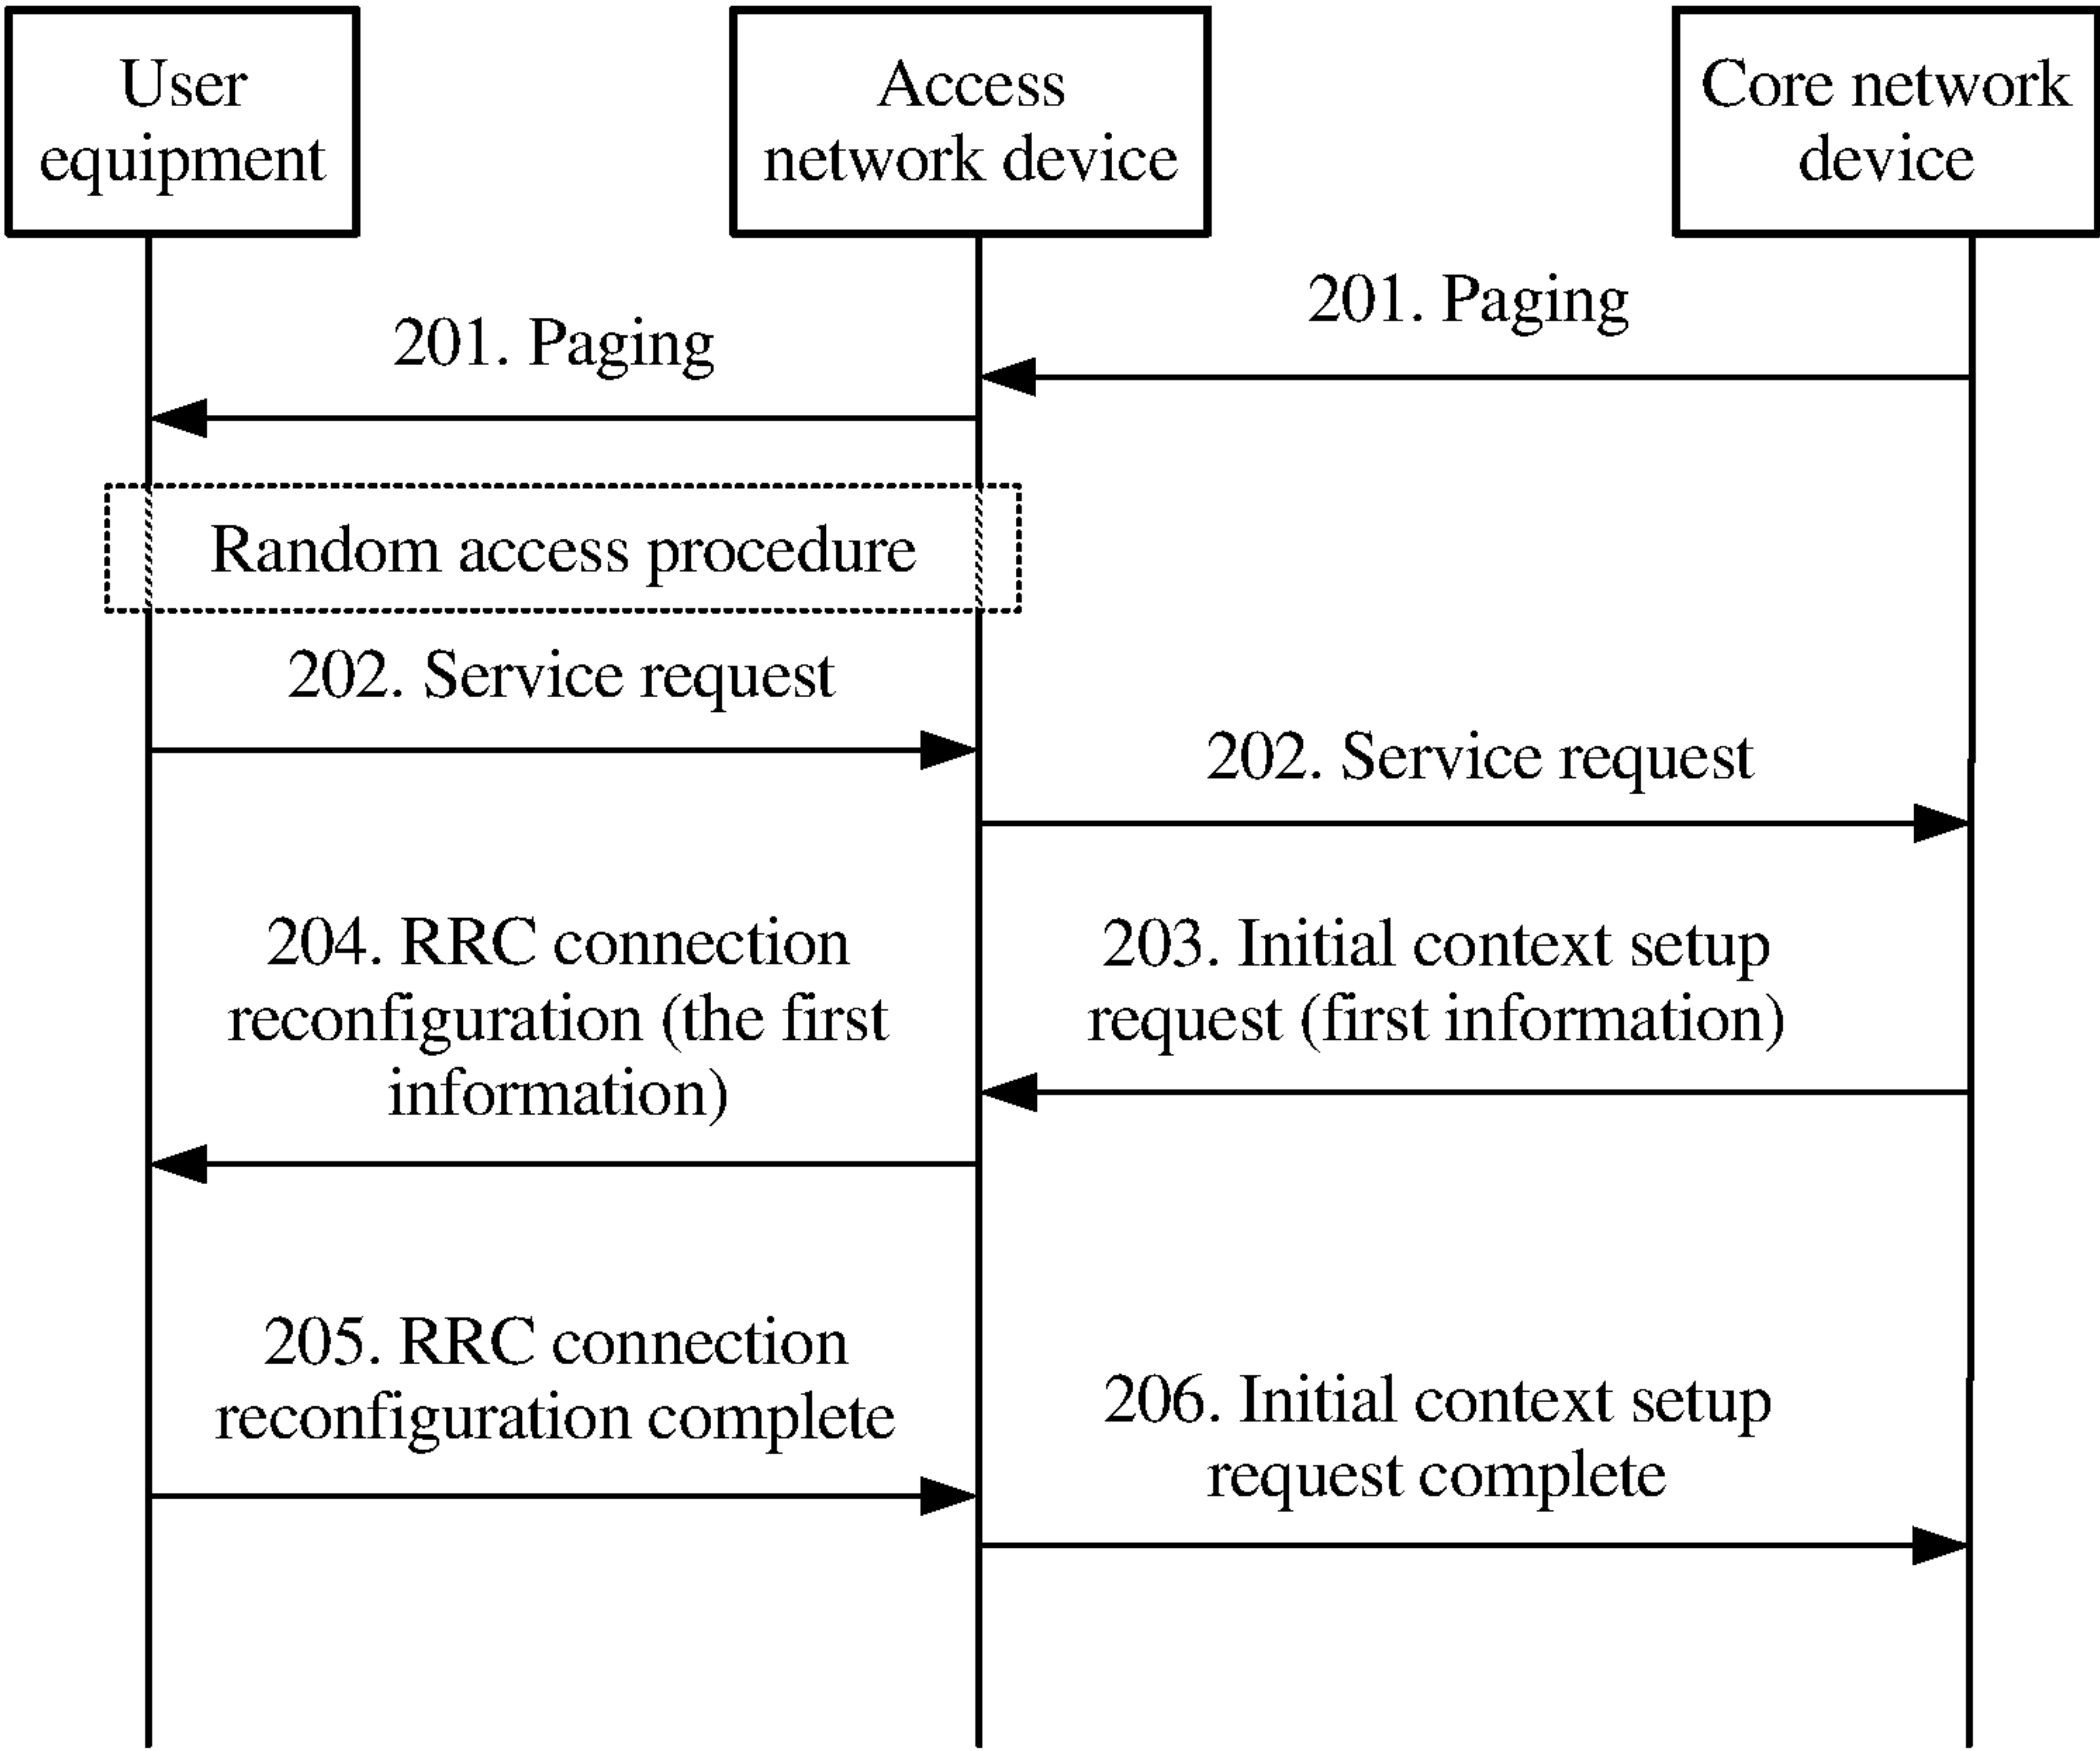 User
equipment
Access
network device
Core network
device
201. Paging
201. Paging
Random access procedure
202. Service request
202. Service request
204. RRC connection
reconfiguration (the first
information)
203. Initial context setup
request (first information)
205. RRC connection
reconfiguration complete
206. Initial context setup
request complete